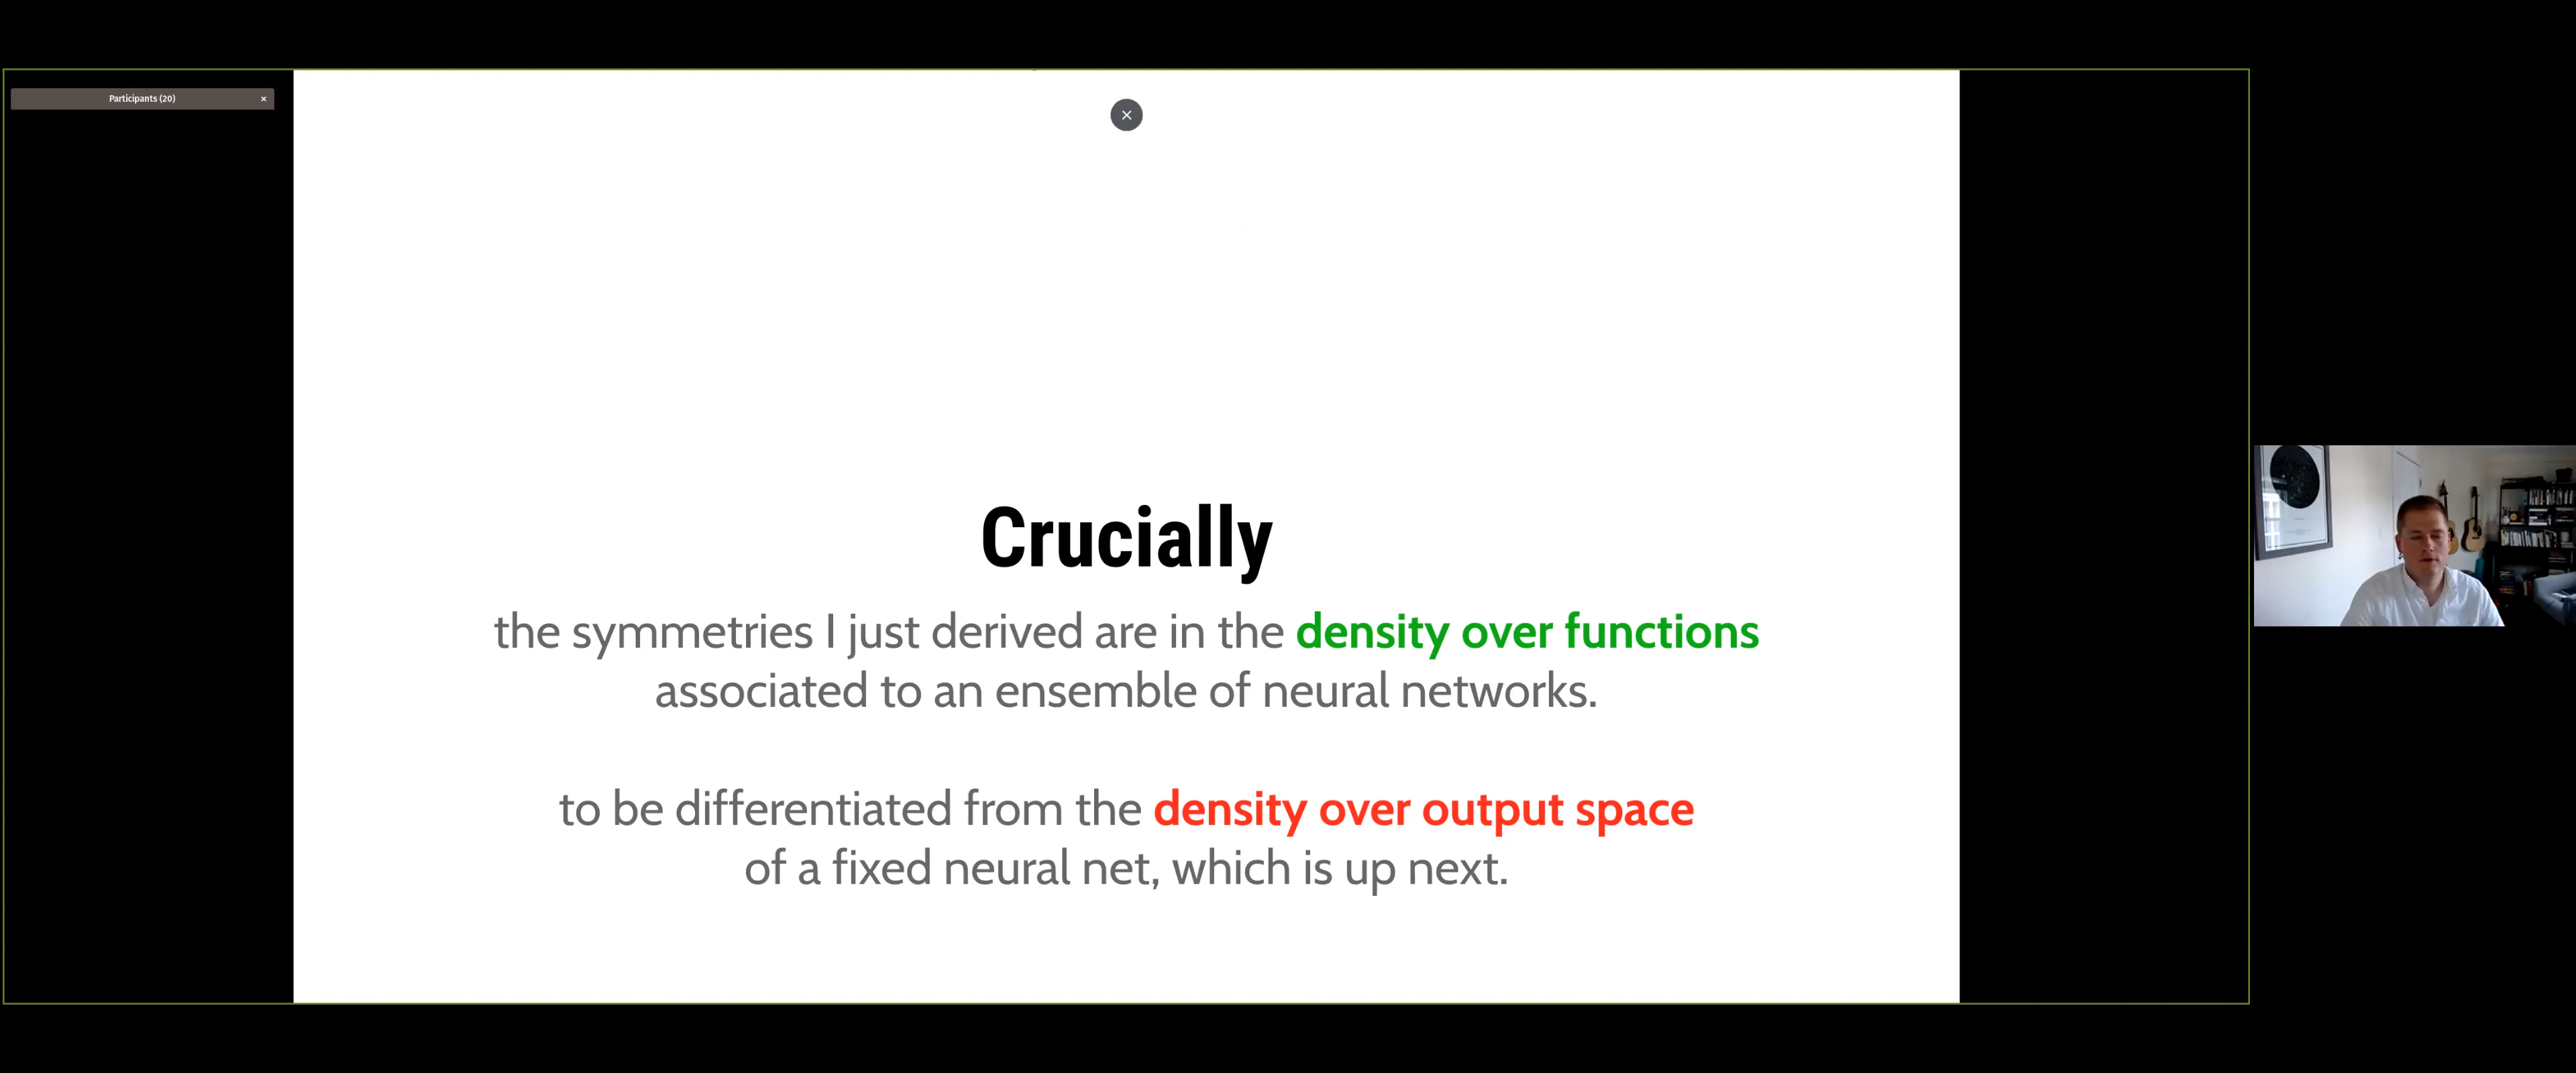 Participants (20)
Crucially
the symmetries I just derived are in the density over functions
associated to an ensemble of neural networks.
to be differentiated from the density over output space
of a fixed neural net, which is up next.